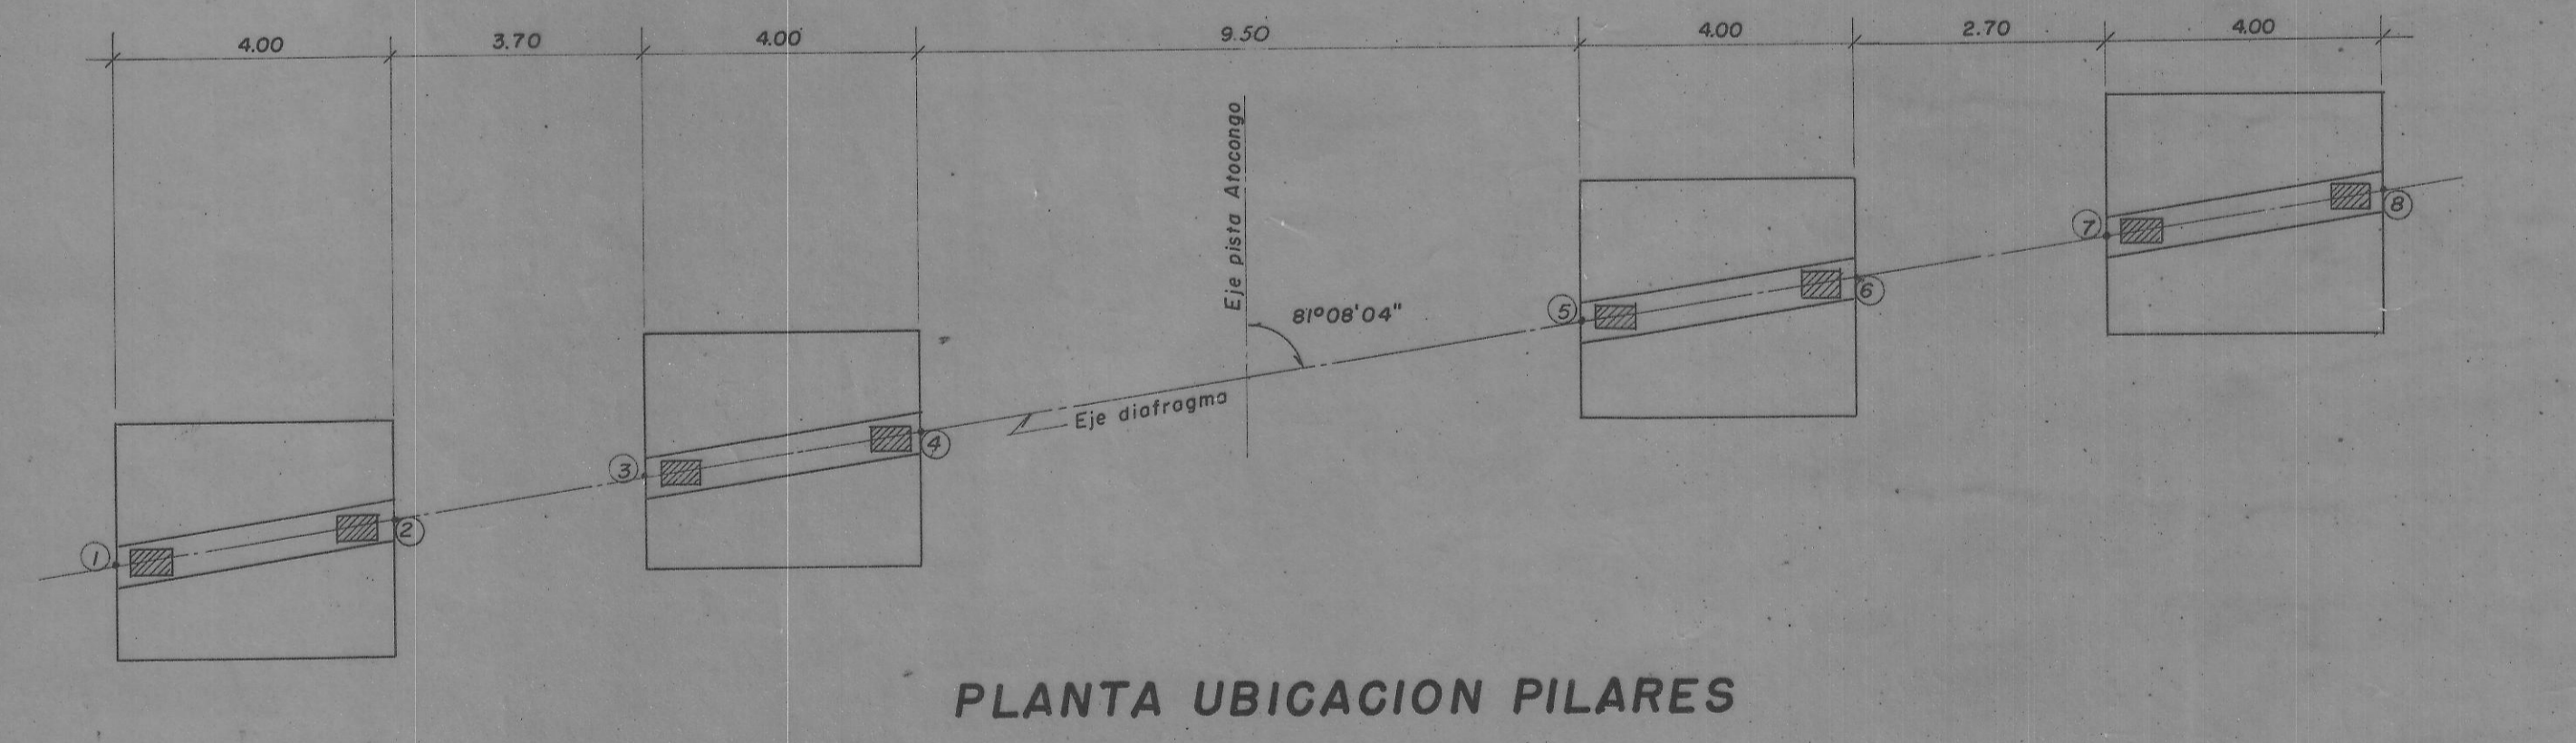 4.00 3.70 4.00 9.50 4.00 2.70 4.00
Eje pista Atocongo
81°08'04"
Eje diafragma
1 2 3 4 5 6 7 8
PLANTA UBICACION PILARES